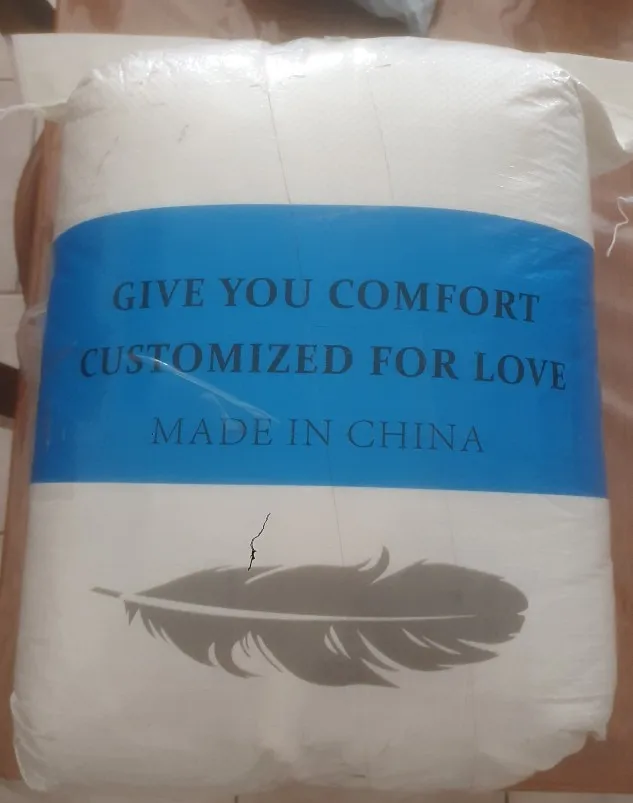 GIVE YOU COMFORT
CUSTOMIZED FOR LOVE
MADE IN CHINA